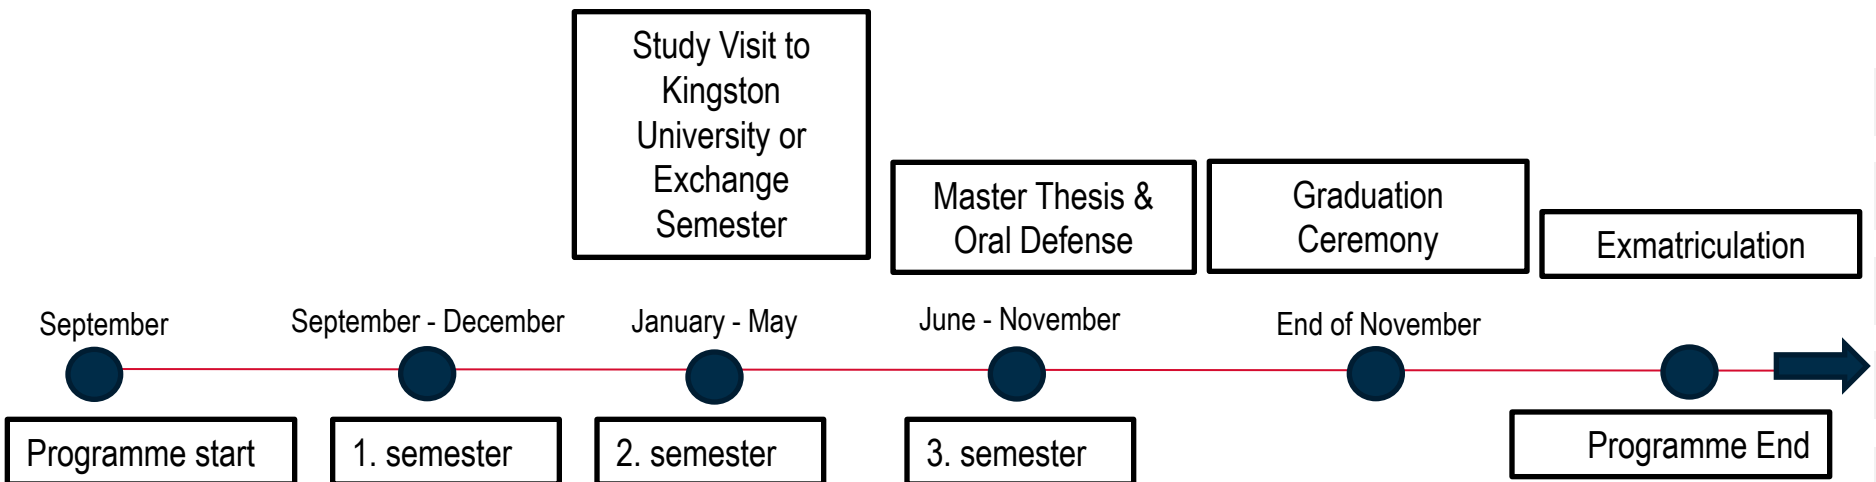 Study Visit to
Kingston
University or
Exchange
Semester
Master Thesis &
Oral Defense
Graduation
Ceremony
Exmatriculation
September
September - December
January - May
June - November
End of November
Programme start
1. semester
2. semester
3. semester
Programme End